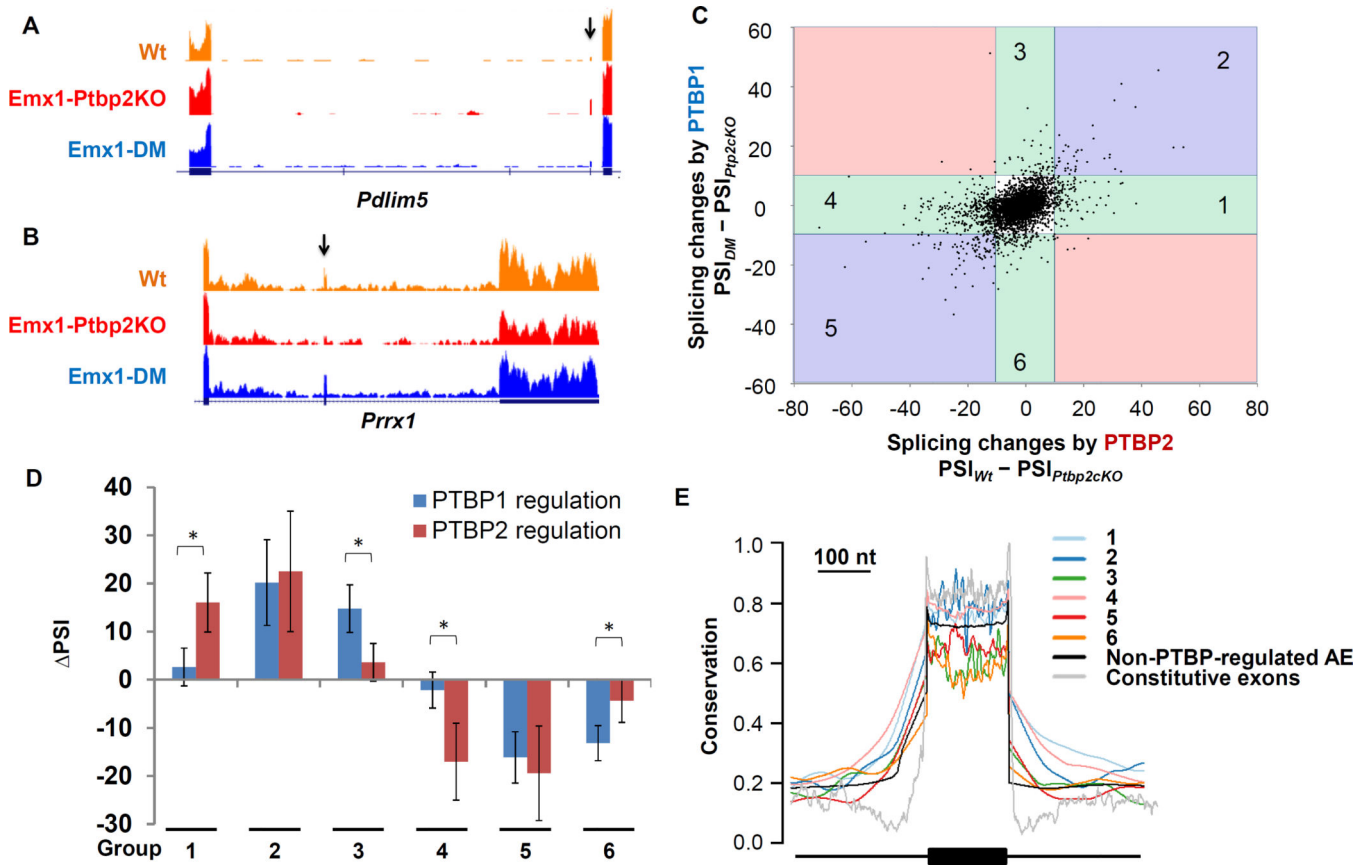 A
Wt
Emx1-Ptbp2KO
Emx1-DM
Pdlim5
B
Wt
Emx1-Ptbp2KO
Emx1-DM
Prrx1
C
Splicing changes by PTBP1
PSI_DM – PSI_Ptp2cKO
60
40
20
0
-20
-40
-60
3
2
4
1
5
6
-80
-60
-40
-20
0
20
40
60
80
Splicing changes by PTBP2
PSI_Wt – PSI_Ptbp2cKO
D
ΔPSI
40
30
20
10
0
-10
-20
-30
PTBP1 regulation
PTBP2 regulation
*
*
*
*
Group
1
2
3
4
5
6
E
Conservation
1.0
0.8
0.6
0.4
0.2
0.0
100 nt
1
2
3
4
5
6
Non-PTBP-regulated AE
Constitutive exons